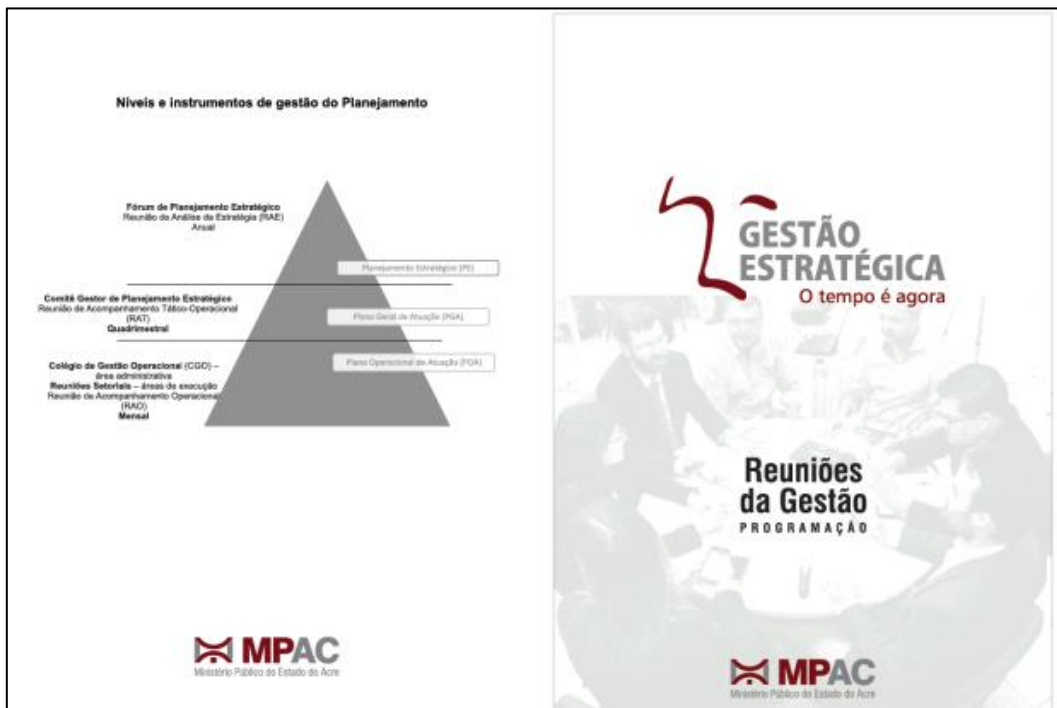 Níveis e instrumentos de gestão do Planejamento
Fórum de Planejamento Estratégico
Reunião de Análise da Estratégia (RAE)
Anual
Planejamento Estratégico (PE)
Comitê Gestor de Planejamento Estratégico
Reunião de Acompanhamento Tático-Operacional
(RAT)
Quadrimestral
Plano Geral de Atuação (PGA)
Colégio de Gestão Operacional (CGO) –
área administrativa
Reuniões Setoriais – áreas de execução
Reunião de Acompanhamento Operacional
(RAO)
Mensal
Plano Operacional de Atuação (POA)
MPAC
Ministério Público do Estado do Acre
GESTÃO
ESTRATÉGICA
O tempo é agora
Reuniões
da Gestão
PROGRAMAÇÃO
MPAC
Ministério Público do Estado do Acre